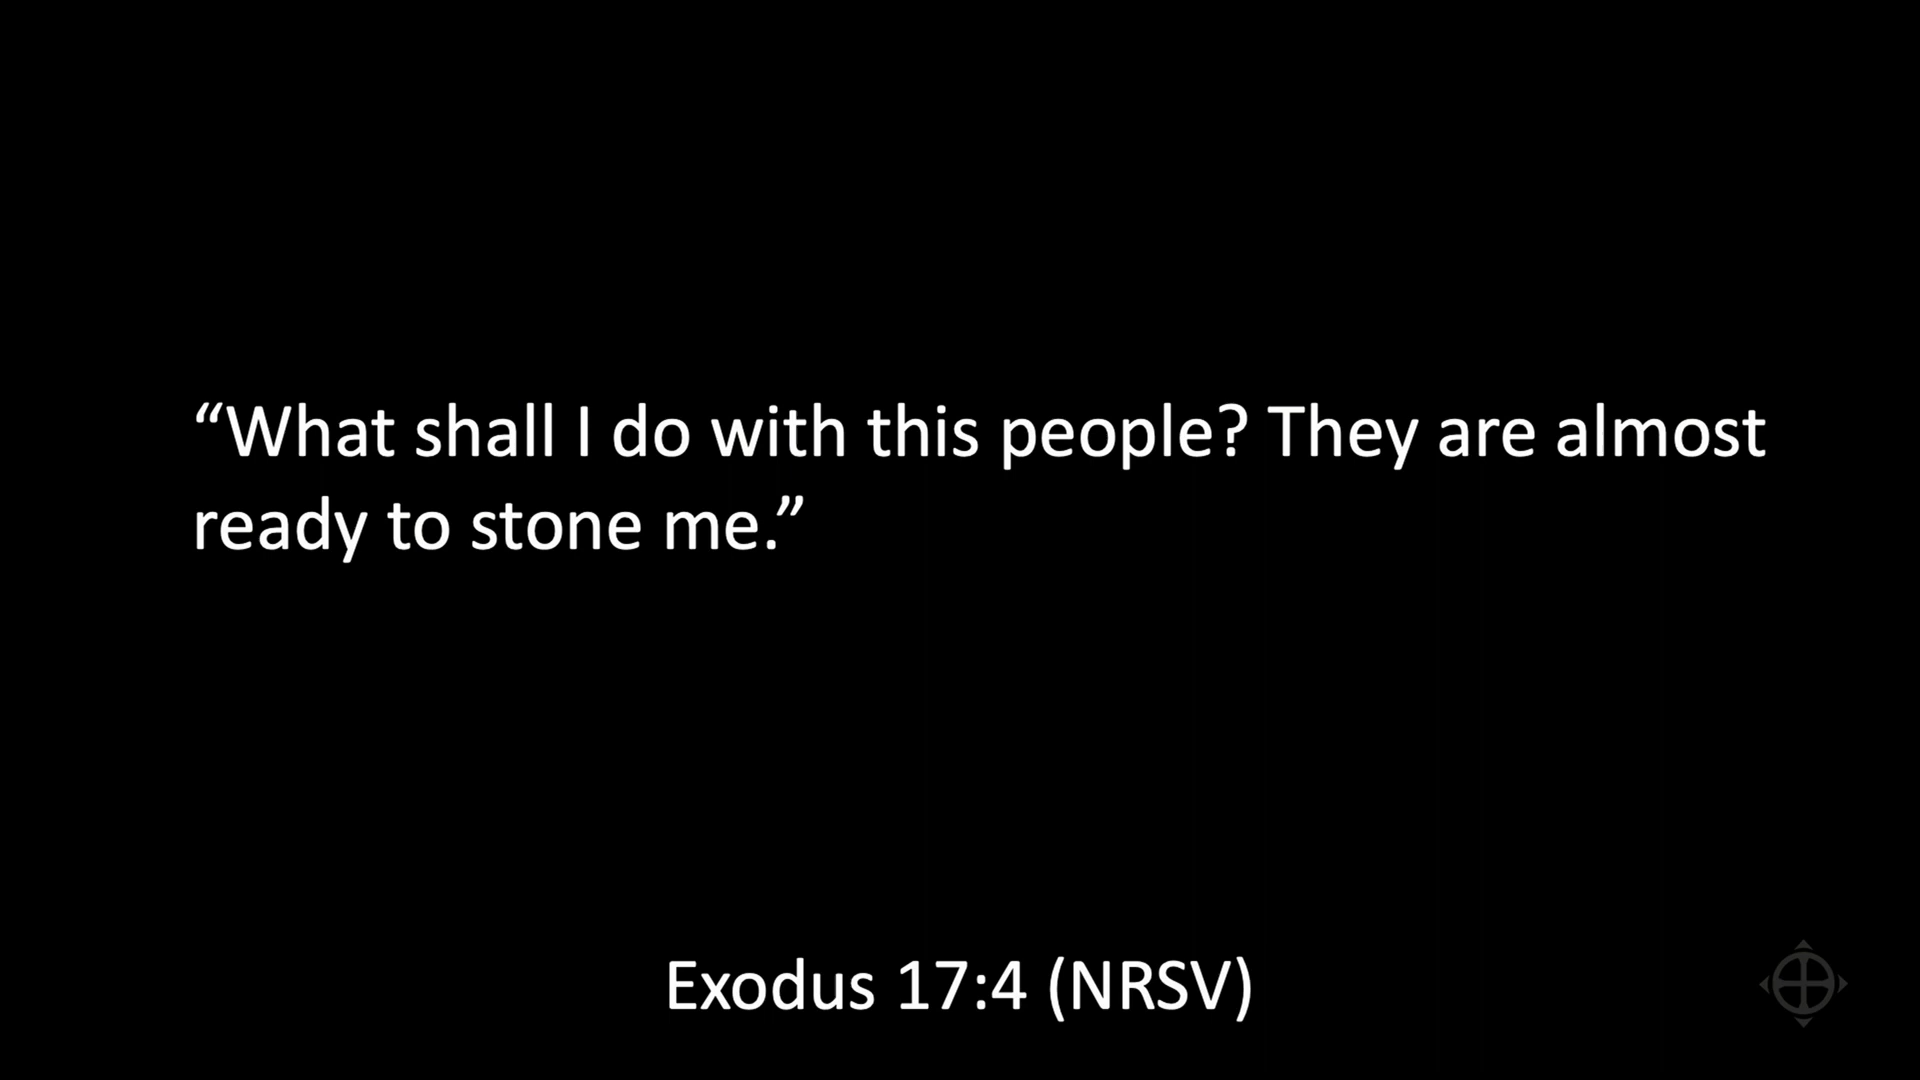 “What shall I do with this people? They are almost
ready to stone me.”
Exodus 17:4 (NRSV)